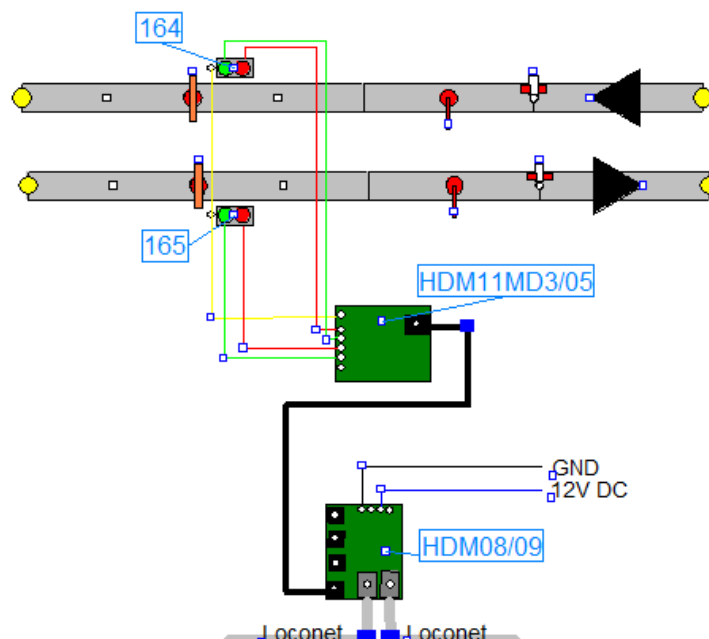 164
165
HDM11MD3/05
GND
12V DC
HDM08/09
Loconet Loconet